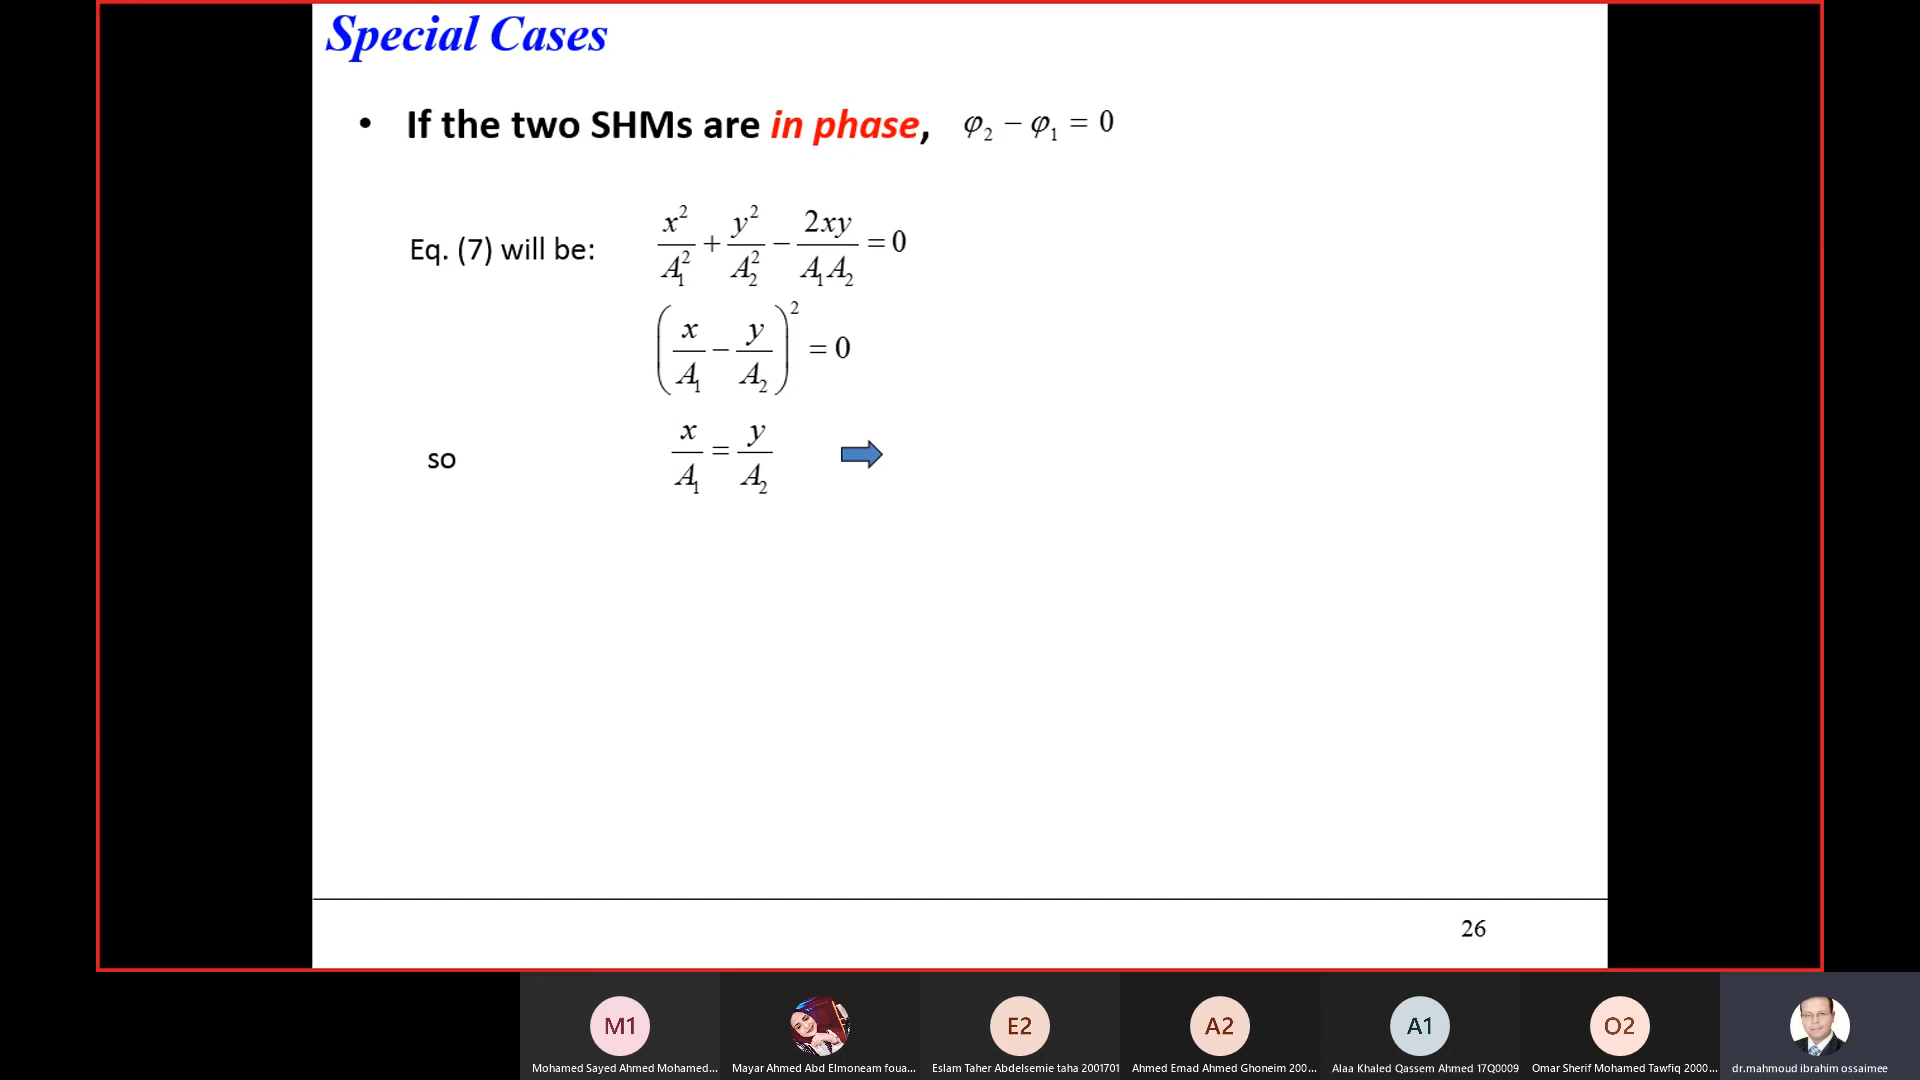 Special Cases
• If the two SHMs are in phase, φ₂ − φ₁ = 0
Eq. (7) will be: x²/A₁² + y²/A₂² − 2xy/A₁A₂ = 0
(x/A₁ − y/A₂)² = 0
so x/A₁ = y/A₂
26
M1 E2 A2 A1 O2
Mohamed Sayed Ahmed Mohamed... Mayar Ahmed Abd Elmoneam foua... Eslam Taher Abdelsemie taha 2001701 Ahmed Emad Ahmed Ghoneim 200... Alaa Khaled Qassem Ahmed 17Q0009 Omar Sherif Mohamed Tawfiq 2000... dr.mahmoud ibrahim ossaimee